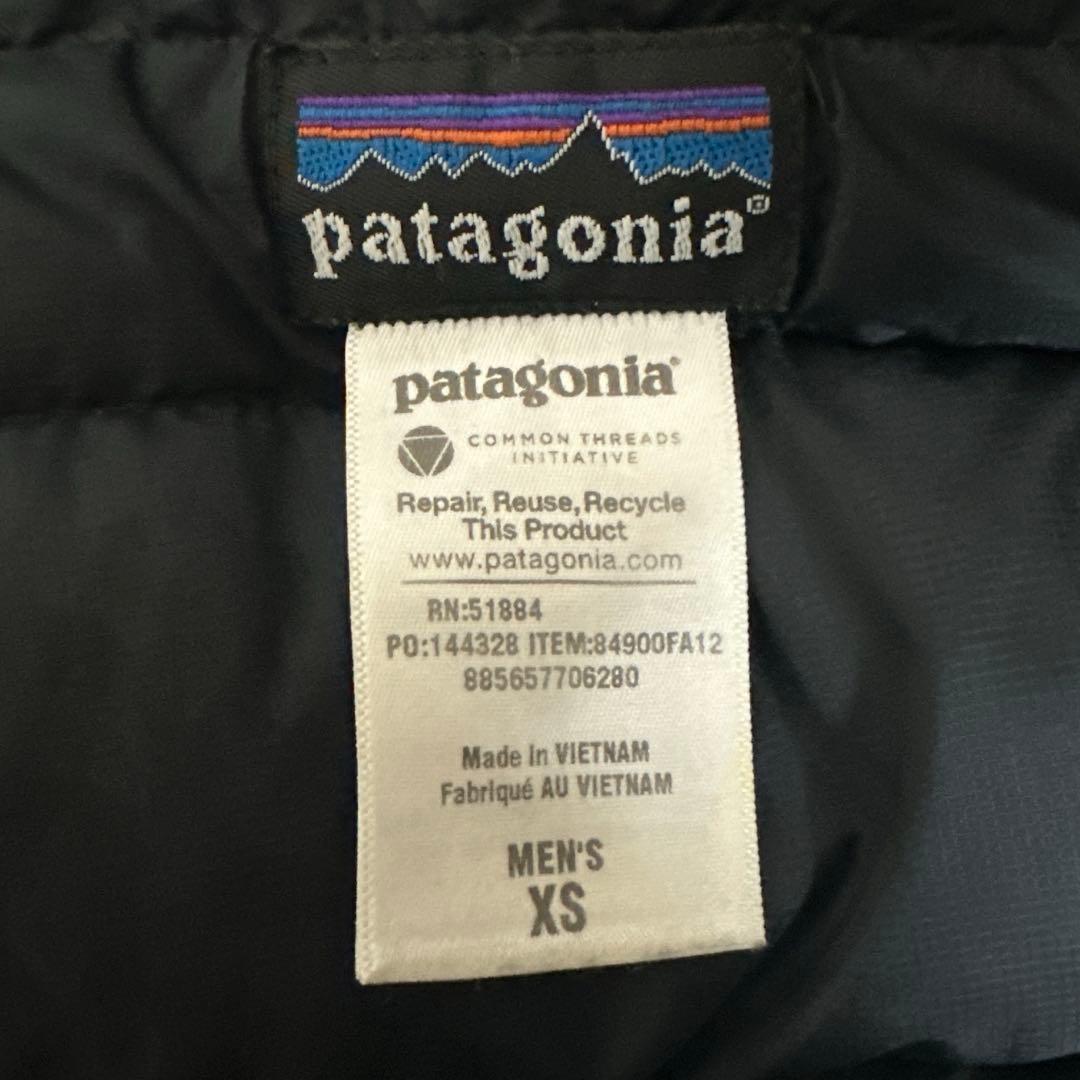 patagonia®
patagonia®
COMMON THREADS
INITIATIVE
Repair, Reuse, Recycle
This Product
www.patagonia.com
RN:51884
PO:144328 ITEM:84900FA12
885657706280
Made in VIETNAM
Fabriqué AU VIETNAM
MEN'S
XS